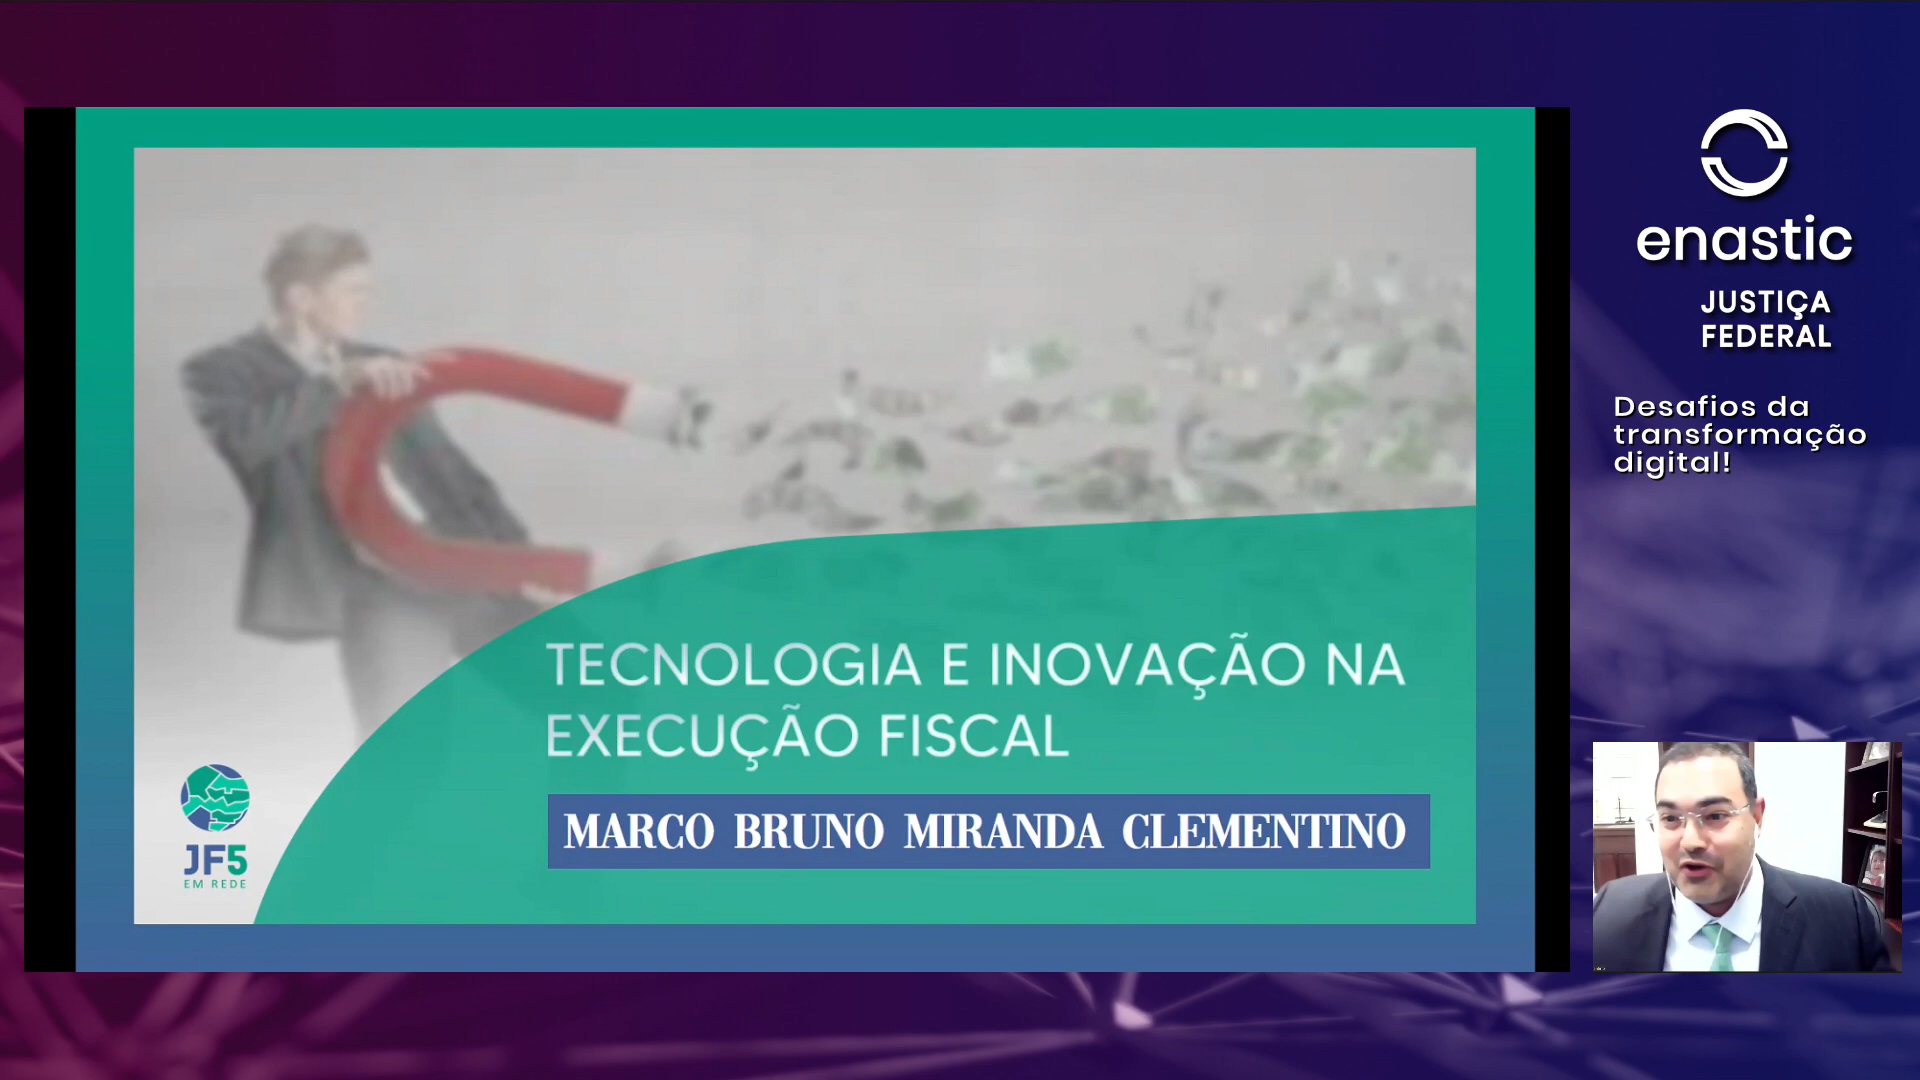 TECNOLOGIA E INOVAÇÃO NA
EXECUÇÃO FISCAL
MARCO BRUNO MIRANDA CLEMENTINO
JF5
EM REDE
enastic
JUSTIÇA
FEDERAL
Desafios da
transformação
digital!